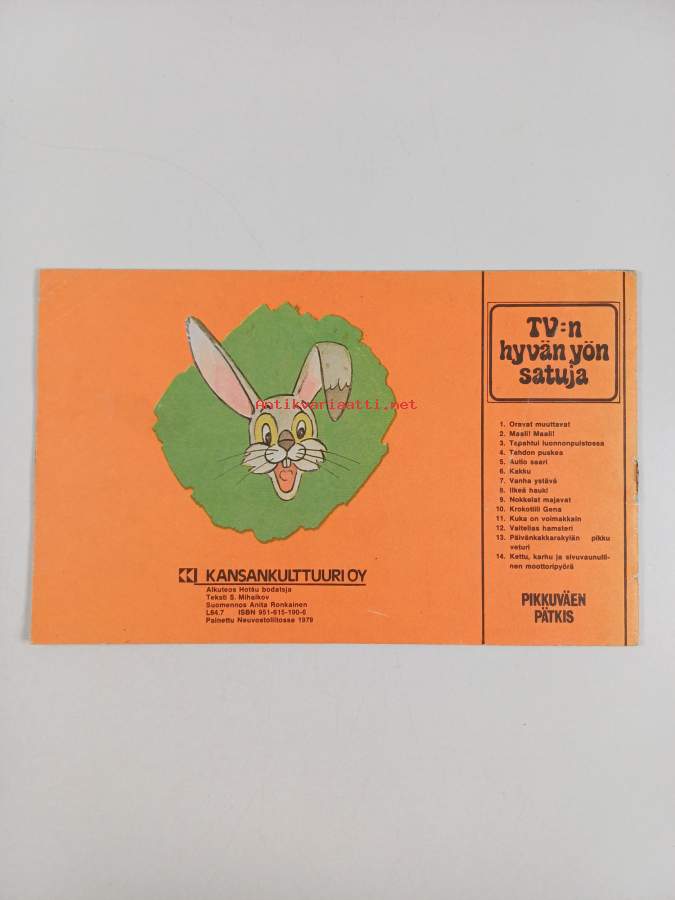 TV:n
hyvän yön
satuja
1. Oravat muuttavat
2. Maali! Maali!
3. Tapahtui luonnonpuistossa
4. Tahdon puskea
5. Autio saari
6. Kakku
7. Vanha ystävä
8. Ilkeä hauki
9. Nokkelat majavat
10. Krokotiili Gena
11. Kuka on voimakkain
12. Valtelias hamsteri
13. Päivänkakkarakylän pikku
veturi
14. Kettu, karhu ja sivuvaunulli-
nen moottoripyörä
PIKKUVÄEN
PÄTKIS
Antikvariaatti.net
KANSANKULTTUURI OY
Alkuteos Hotsu bodatsja
Teksti S. Mihalkov
Suomennos Anita Ronkainen
L84.7 ISBN 951-615-190-6
Painettu Neuvostoliitossa 1979